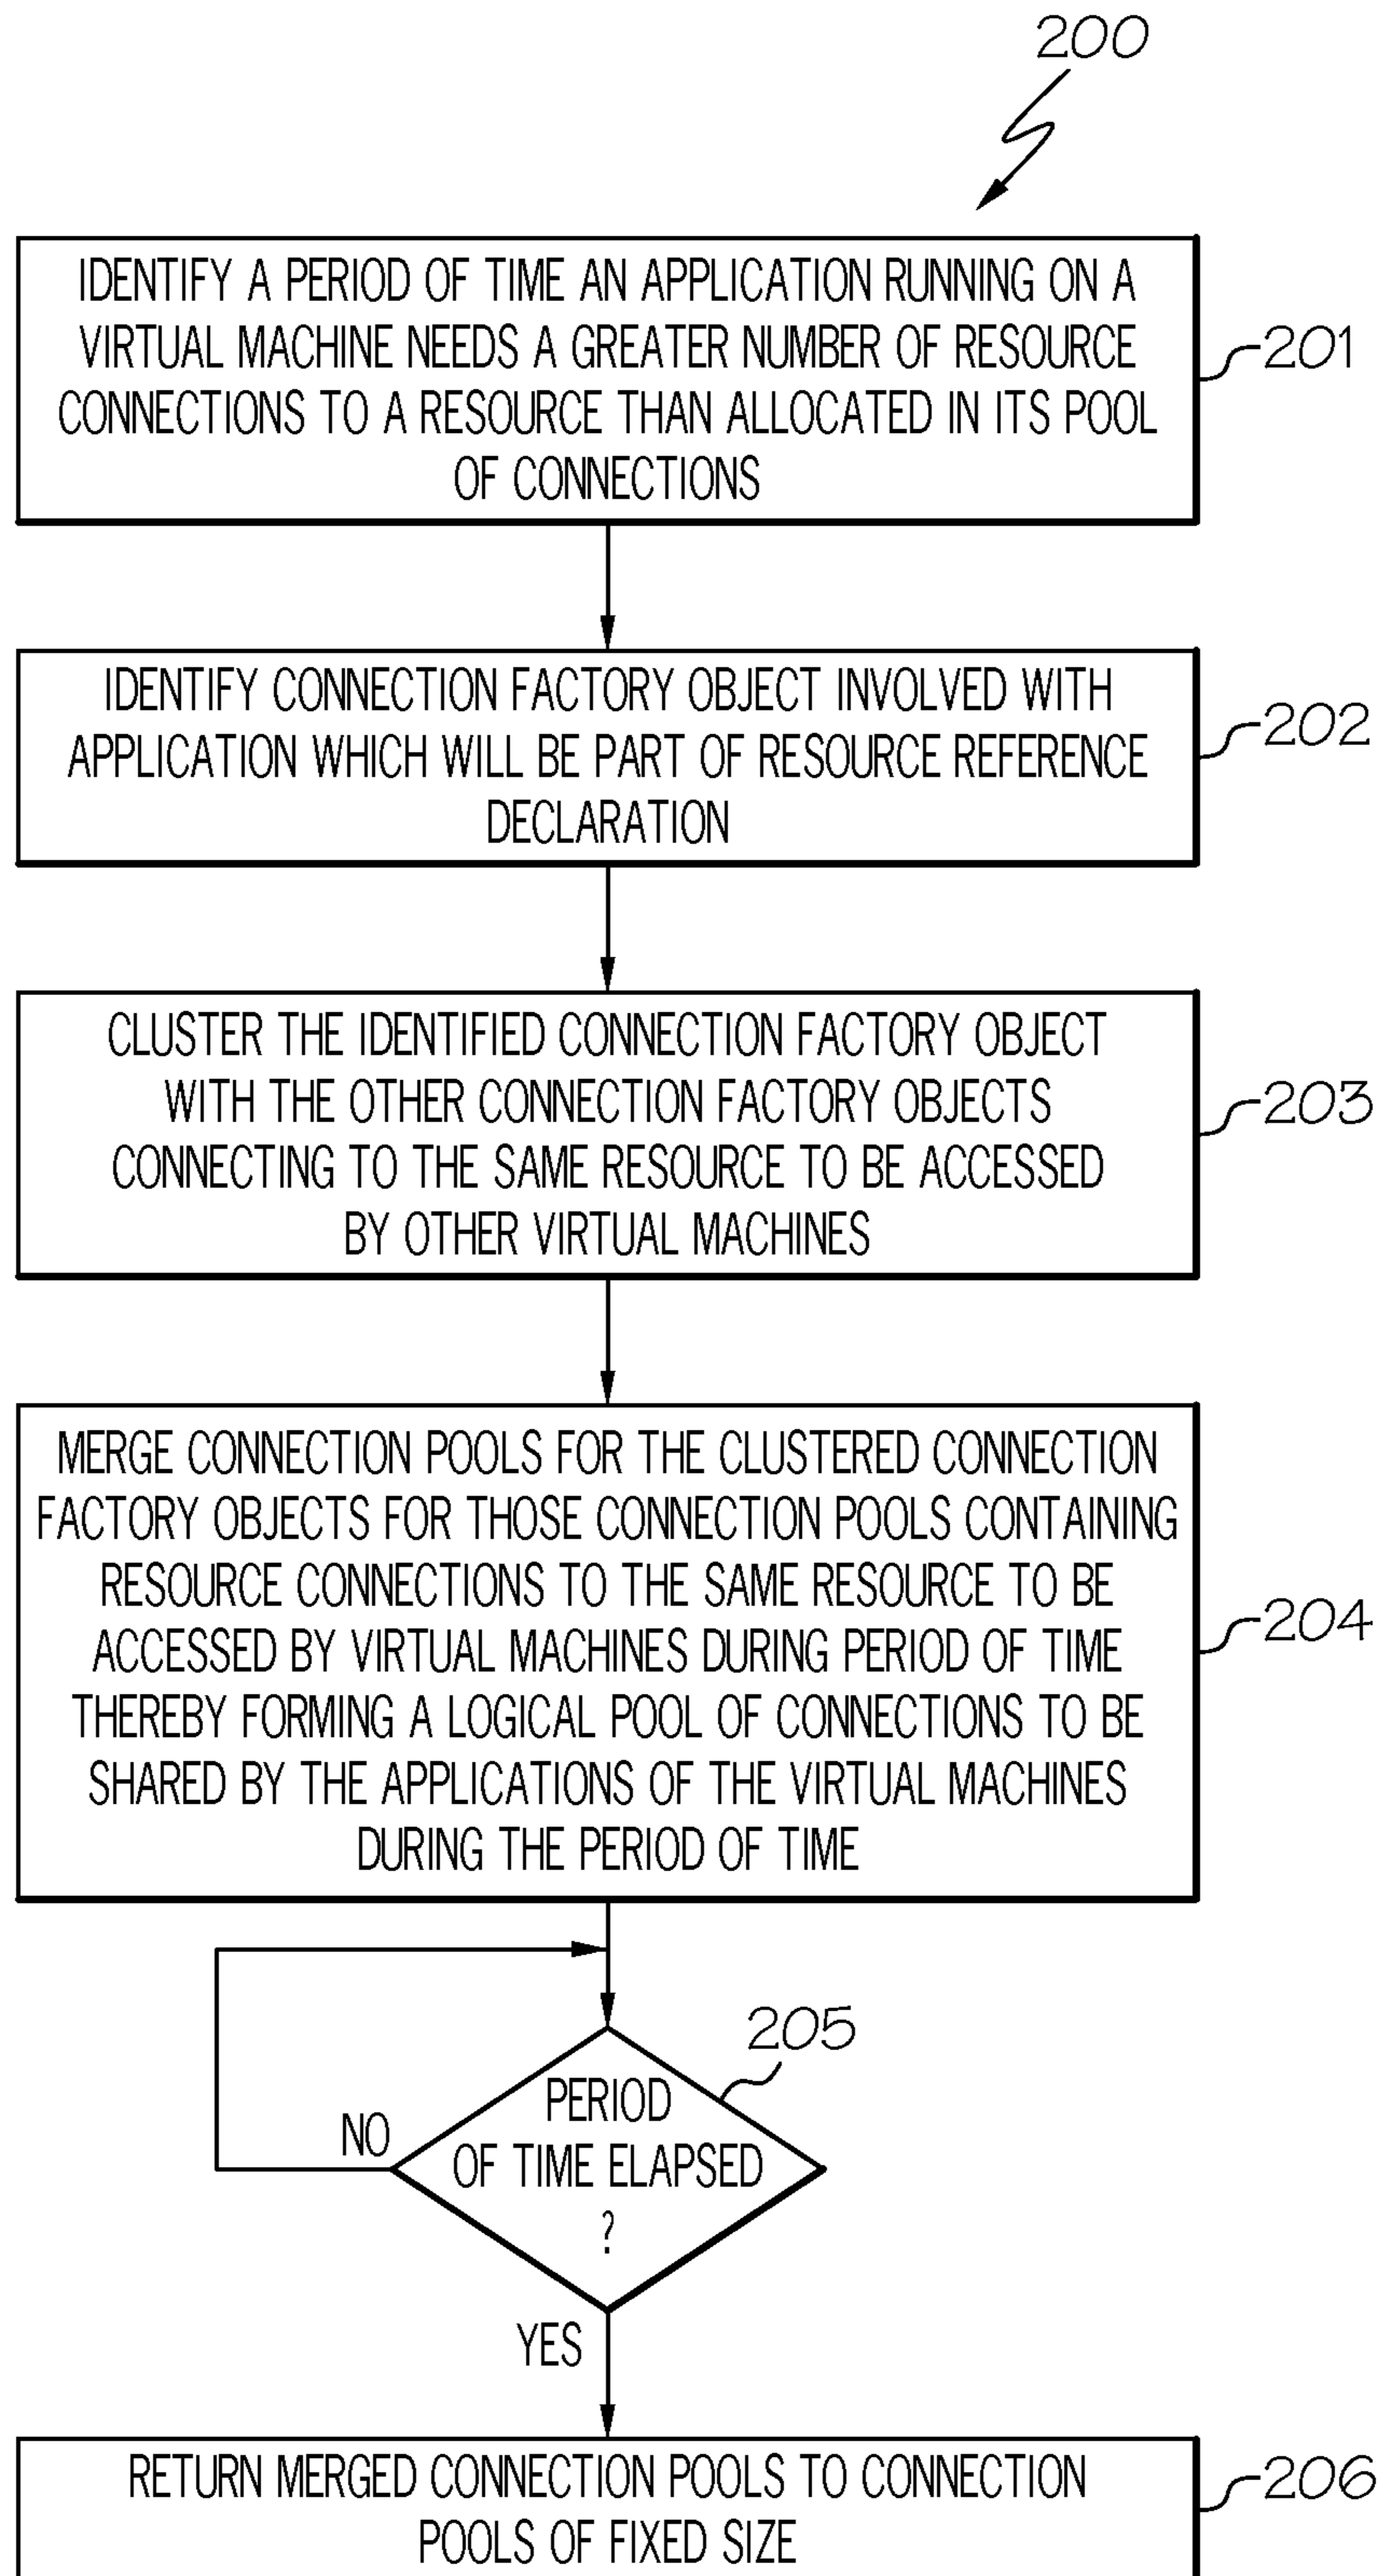 200
IDENTIFY A PERIOD OF TIME AN APPLICATION RUNNING ON A
VIRTUAL MACHINE NEEDS A GREATER NUMBER OF RESOURCE
CONNECTIONS TO A RESOURCE THAN ALLOCATED IN ITS POOL
OF CONNECTIONS
201
IDENTIFY CONNECTION FACTORY OBJECT INVOLVED WITH
APPLICATION WHICH WILL BE PART OF RESOURCE REFERENCE
DECLARATION
202
CLUSTER THE IDENTIFIED CONNECTION FACTORY OBJECT
WITH THE OTHER CONNECTION FACTORY OBJECTS
CONNECTING TO THE SAME RESOURCE TO BE ACCESSED
BY OTHER VIRTUAL MACHINES
203
MERGE CONNECTION POOLS FOR THE CLUSTERED CONNECTION
FACTORY OBJECTS FOR THOSE CONNECTION POOLS CONTAINING
RESOURCE CONNECTIONS TO THE SAME RESOURCE TO BE
ACCESSED BY VIRTUAL MACHINES DURING PERIOD OF TIME
THEREBY FORMING A LOGICAL POOL OF CONNECTIONS TO BE
SHARED BY THE APPLICATIONS OF THE VIRTUAL MACHINES
DURING THE PERIOD OF TIME
204
205
PERIOD
OF TIME ELAPSED
?
NO
YES
RETURN MERGED CONNECTION POOLS TO CONNECTION
POOLS OF FIXED SIZE
206